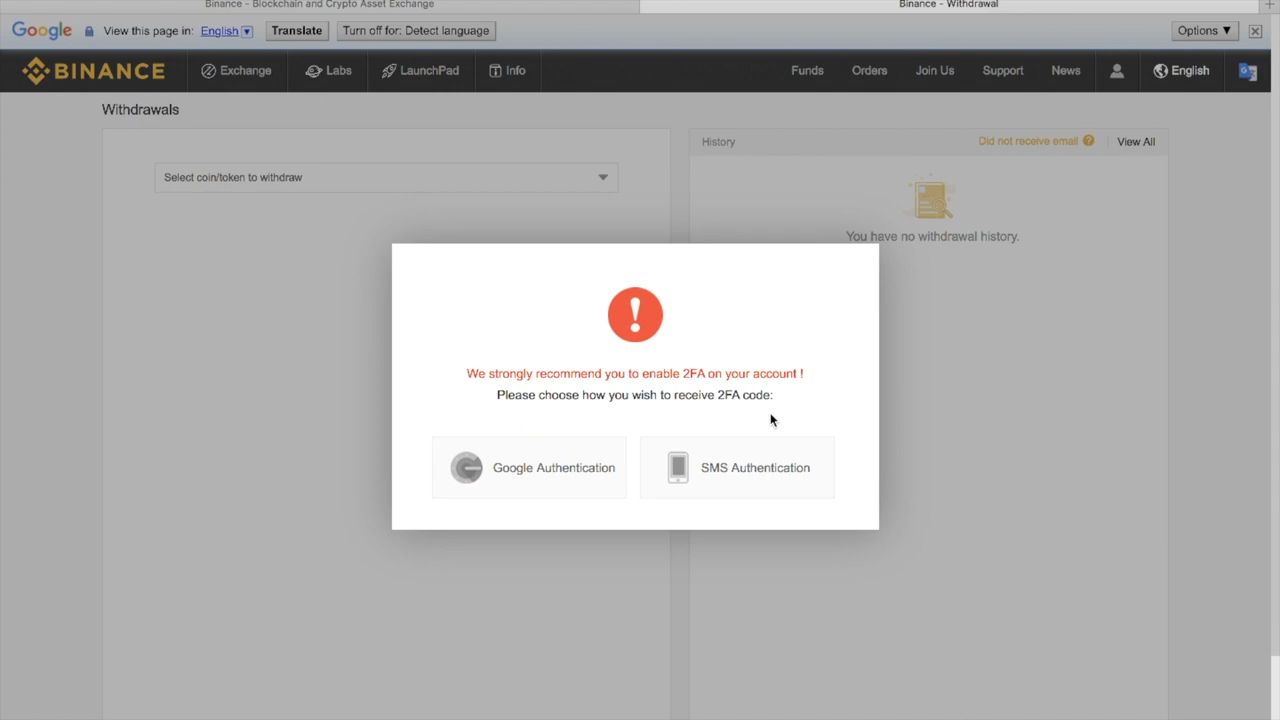 Binance - Blockchain and Crypto Asset Exchange
Binance - Withdrawal
Google View this page in: English Translate Turn off for: Detect language Options
BINANCE Exchange Labs LaunchPad Info Funds Orders Join Us Support News English
Withdrawals
Select coin/token to withdraw
History Did not receive email ? View All
You have no withdrawal history.
!
We strongly recommend you to enable 2FA on your account !
Please choose how you wish to receive 2FA code:
Google Authentication
SMS Authentication